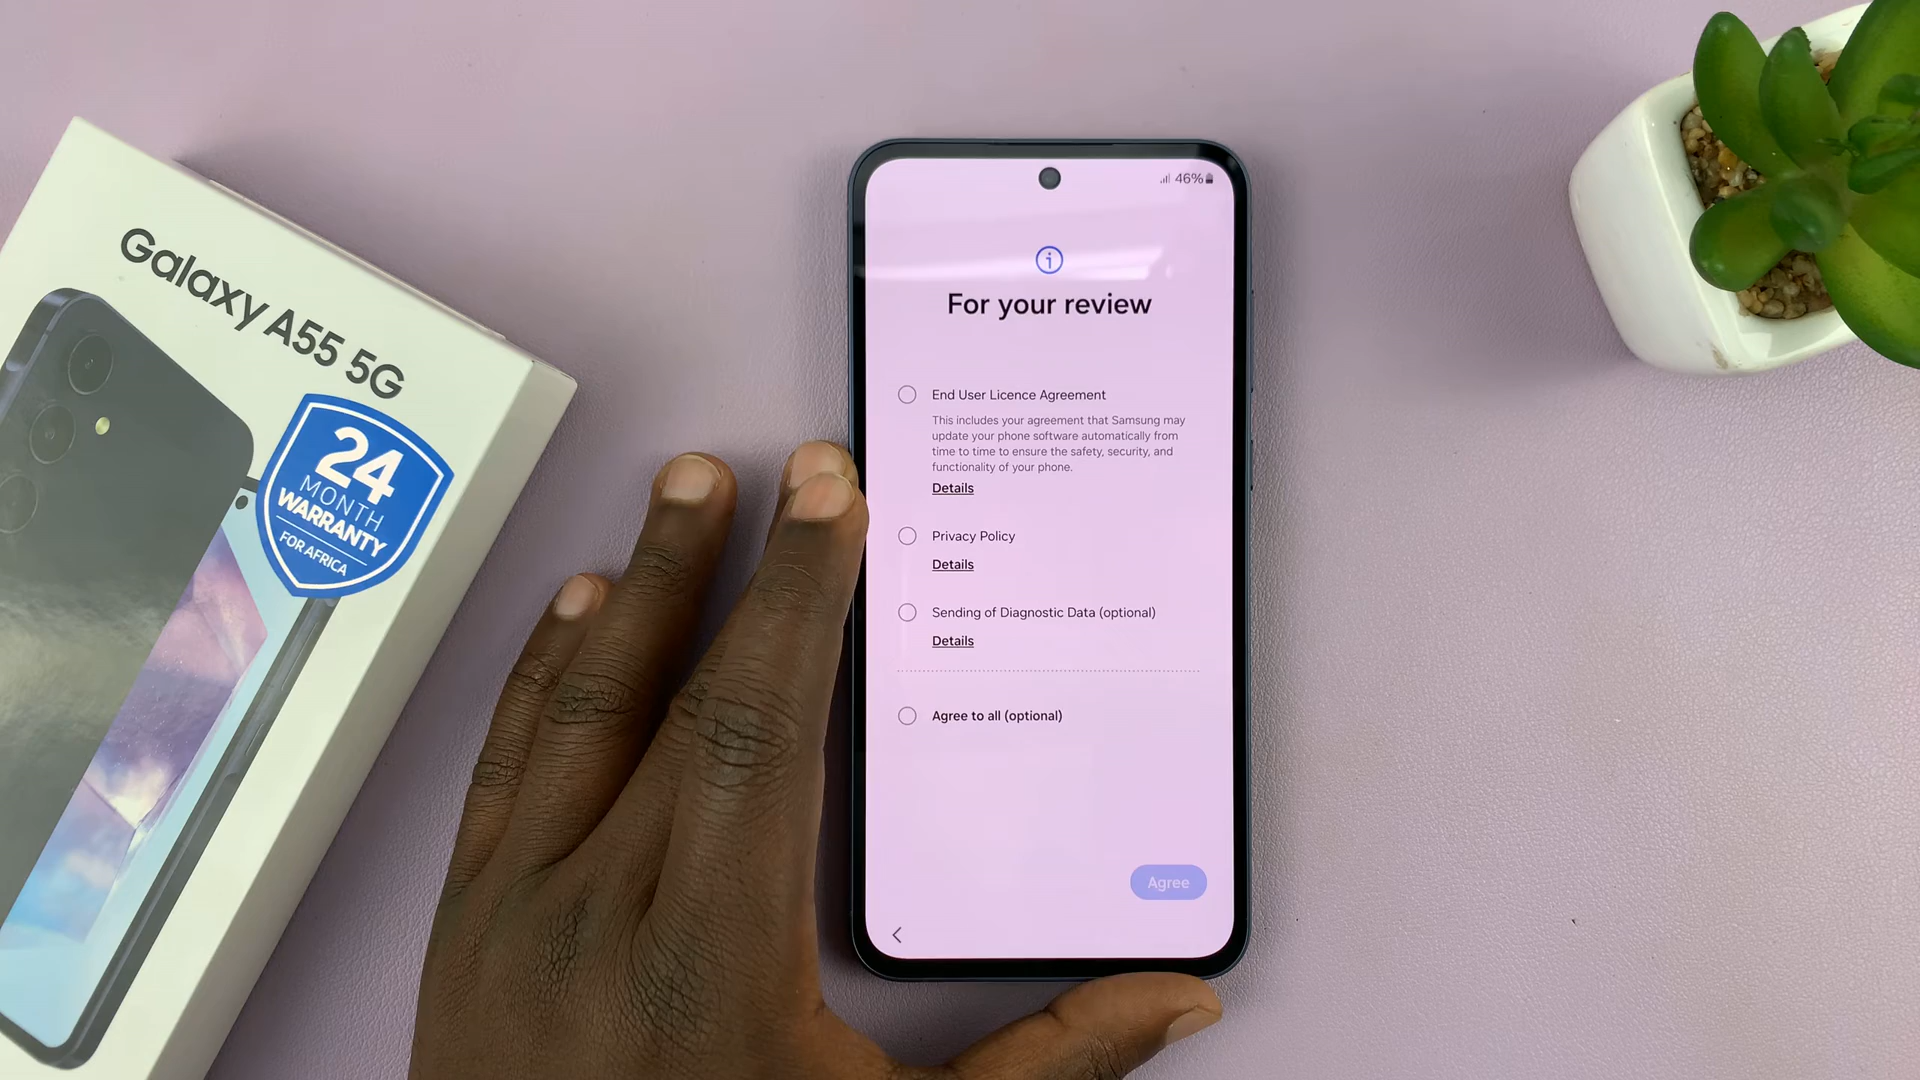 Galaxy A55 5G
24
MONTH
WARRANTY
FOR AFRICA
46%
For your review
End User Licence Agreement
This includes your agreement that Samsung may
update your phone software automatically from
time to time to ensure the safety, security, and
functionality of your phone.
Details
Privacy Policy
Details
Sending of Diagnostic Data (optional)
Details
Agree to all (optional)
Agree